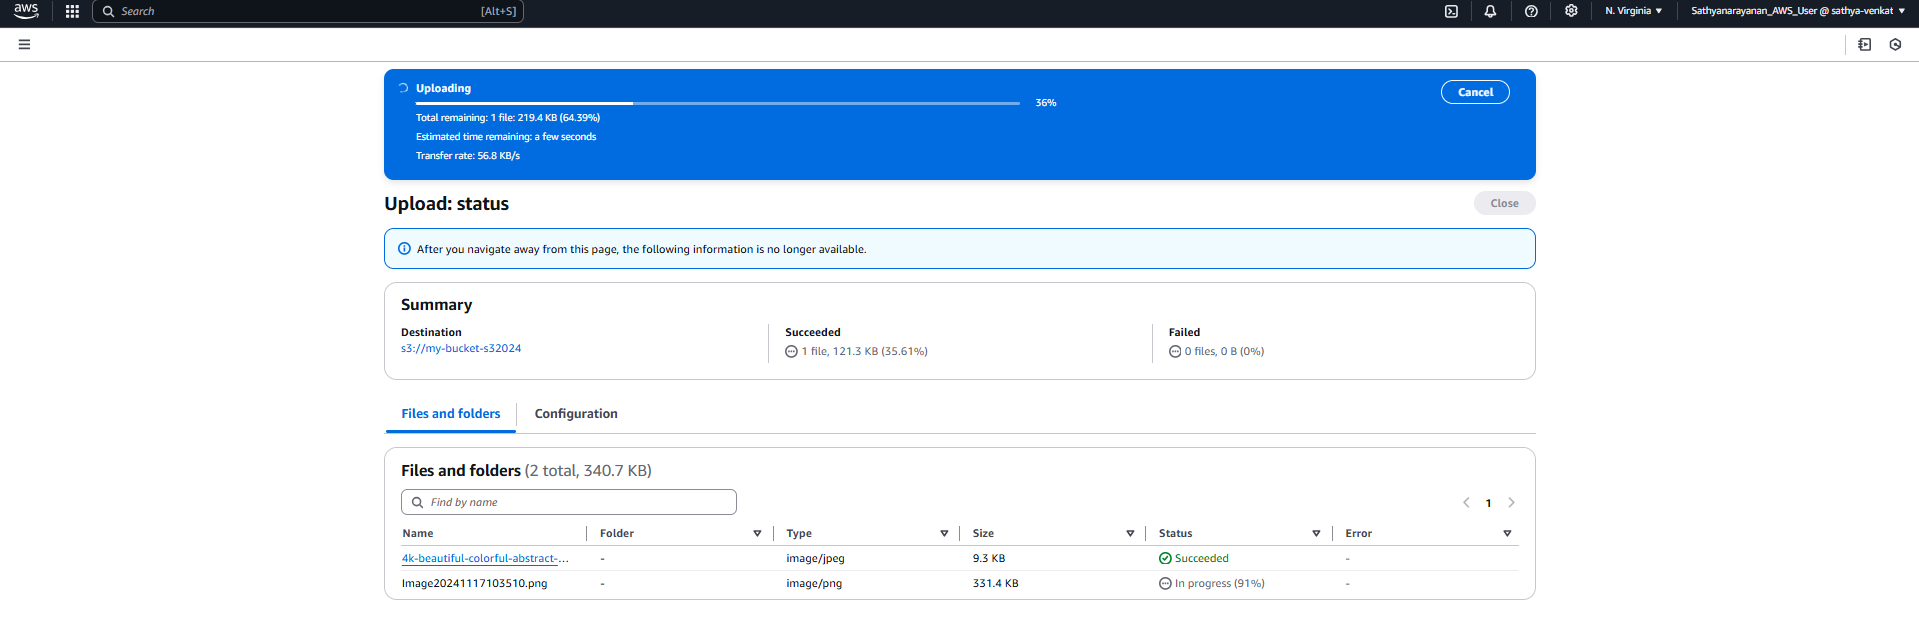 aws Search [Alt+S] N. Virginia Sathyanarayanan_AWS_User @ sathya-venkat
Uploading
36%
Cancel
Total remaining: 1 file: 219.4 KB (64.39%)
Estimated time remaining: a few seconds
Transfer rate: 56.8 KB/s
Upload: status
Close
After you navigate away from this page, the following information is no longer available.
Summary
Destination
s3://my-bucket-s32024
Succeeded
1 file, 121.3 KB (35.61%)
Failed
0 files, 0 B (0%)
Files and folders Configuration
Files and folders (2 total, 340.7 KB)
Find by name
1
Name Folder Type Size Status Error
4k-beautiful-colorful-abstract-... - image/jpeg 9.3 KB Succeeded -
Image20241117103510.png - image/png 331.4 KB In progress (91%) -